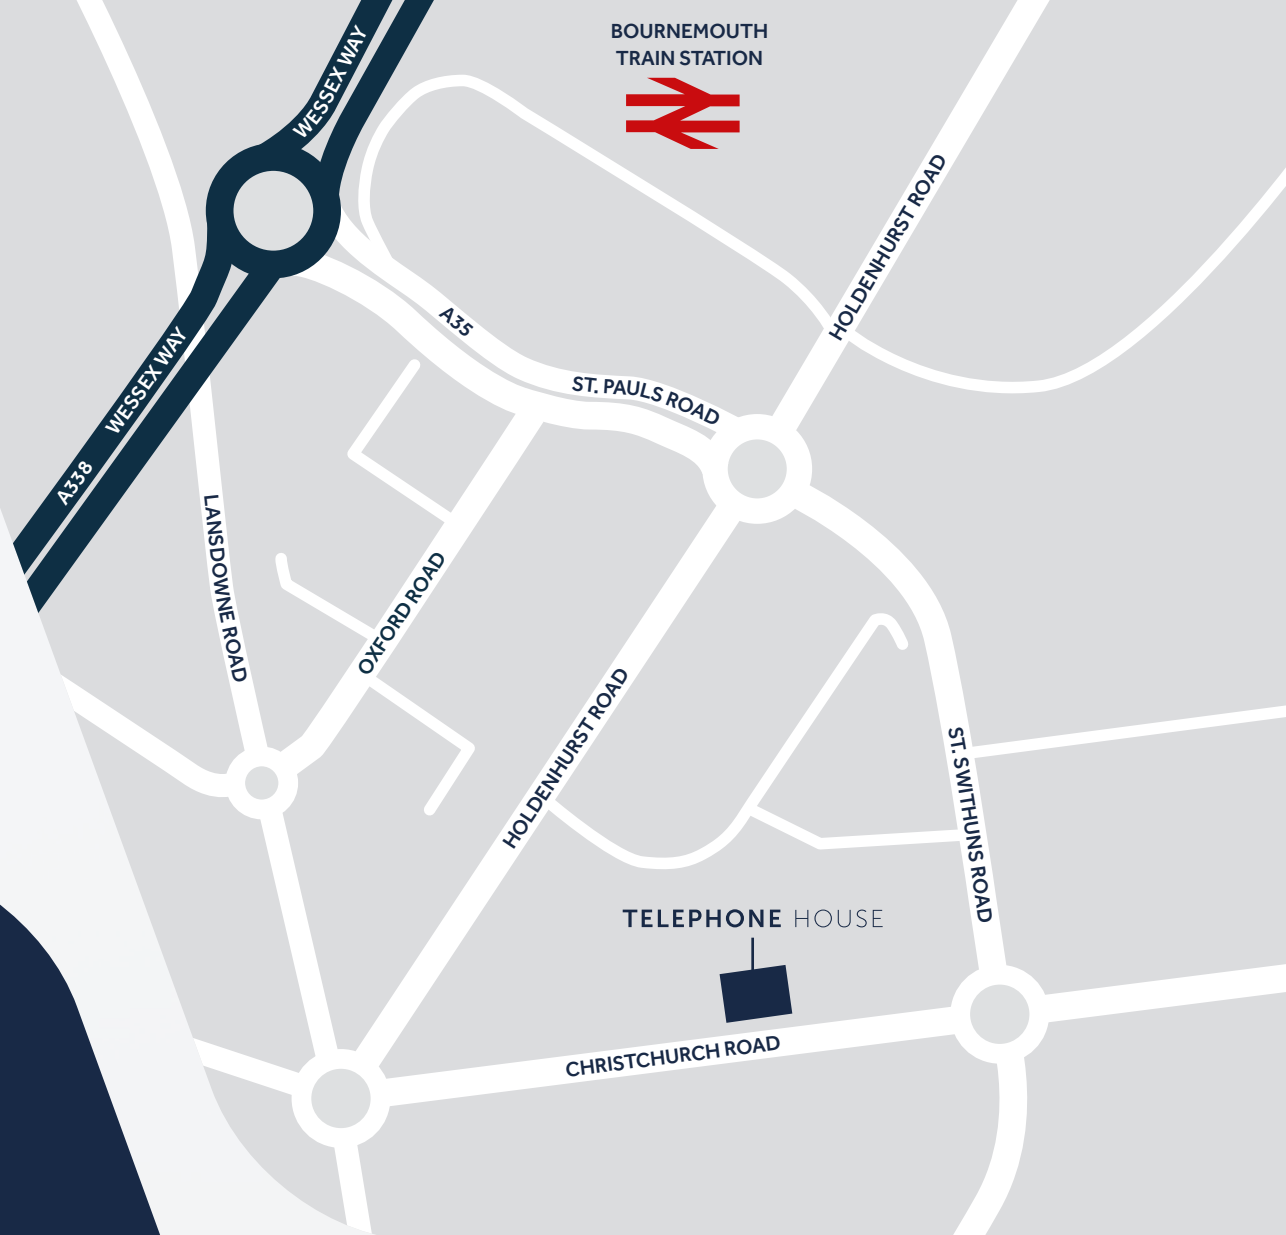 BOURNEMOUTH
TRAIN STATION
WESSEX WAY
HOLDENHURST ROAD
A35
ST. PAULS ROAD
WESSEX WAY
A338
LANSDOWNE ROAD
OXFORD ROAD
HOLDENHURST ROAD
ST. SWITHUNS ROAD
TELEPHONE HOUSE
CHRISTCHURCH ROAD